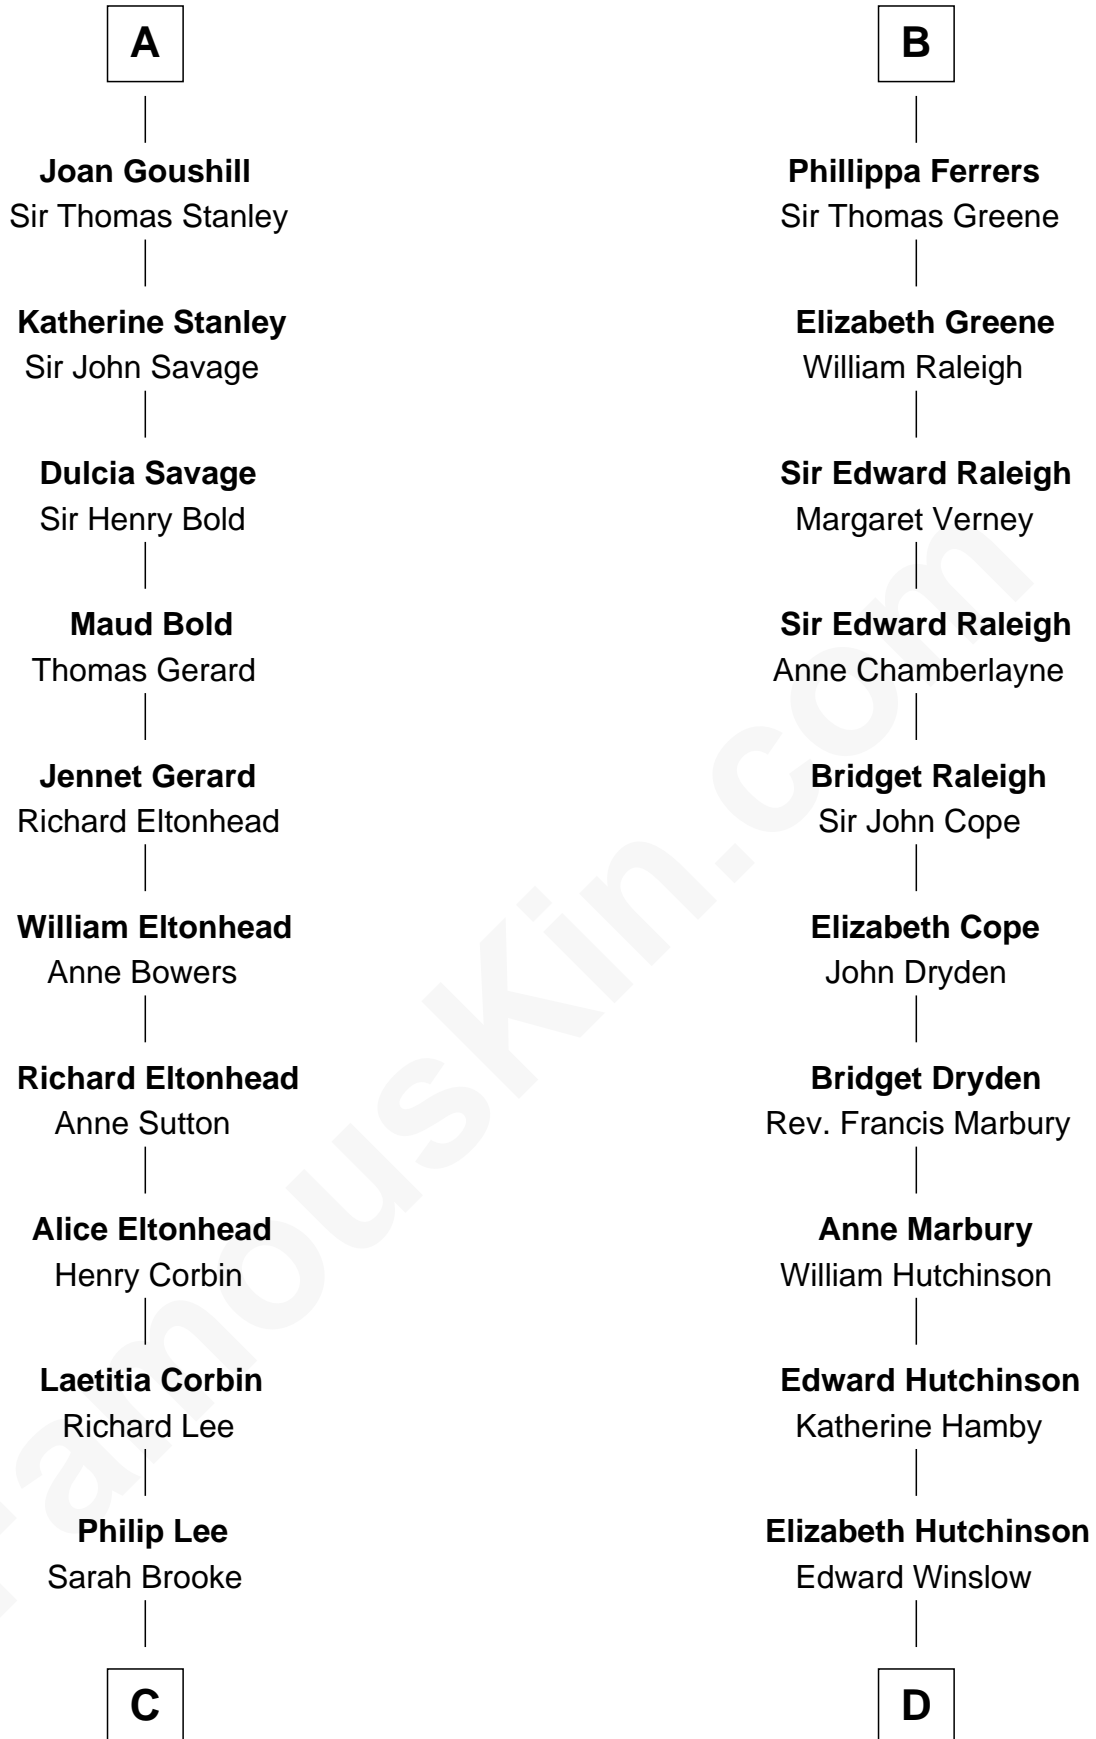 A
Joan Goushill
Sir Thomas Stanley
Katherine Stanley
Sir John Savage
Dulcia Savage
Sir Henry Bold
Maud Bold
Thomas Gerard
Jennet Gerard
Richard Eltonhead
William Eltonhead
Anne Bowers
Richard Eltonhead
Anne Sutton
Alice Eltonhead
Henry Corbin
Laetitia Corbin
Richard Lee
Philip Lee
Sarah Brooke
C
B
Phillippa Ferrers
Sir Thomas Greene
Elizabeth Greene
William Raleigh
Sir Edward Raleigh
Margaret Verney
Sir Edward Raleigh
Anne Chamberlayne
Bridget Raleigh
Sir John Cope
Elizabeth Cope
John Dryden
Bridget Dryden
Rev. Francis Marbury
Anne Marbury
William Hutchinson
Edward Hutchinson
Katherine Hamby
Elizabeth Hutchinson
Edward Winslow
D
FamousKin.com